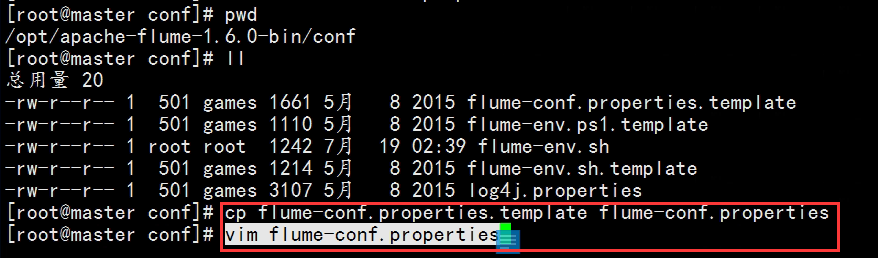 [root@master conf]# pwd
/opt/apache-flume-1.6.0-bin/conf
[root@master conf]# ll
总用量 20
-rw-r--r-- 1  501 games 1661 5月   8 2015 flume-conf.properties.template
-rw-r--r-- 1  501 games 1110 5月   8 2015 flume-env.ps1.template
-rw-r--r-- 1 root root  1242 7月  19 02:39 flume-env.sh
-rw-r--r-- 1  501 games 1214 5月   8 2015 flume-env.sh.template
-rw-r--r-- 1  501 games 3107 5月   8 2015 log4j.properties
[root@master conf]# cp flume-conf.properties.template flume-conf.properties
[root@master conf]# vim flume-conf.properties